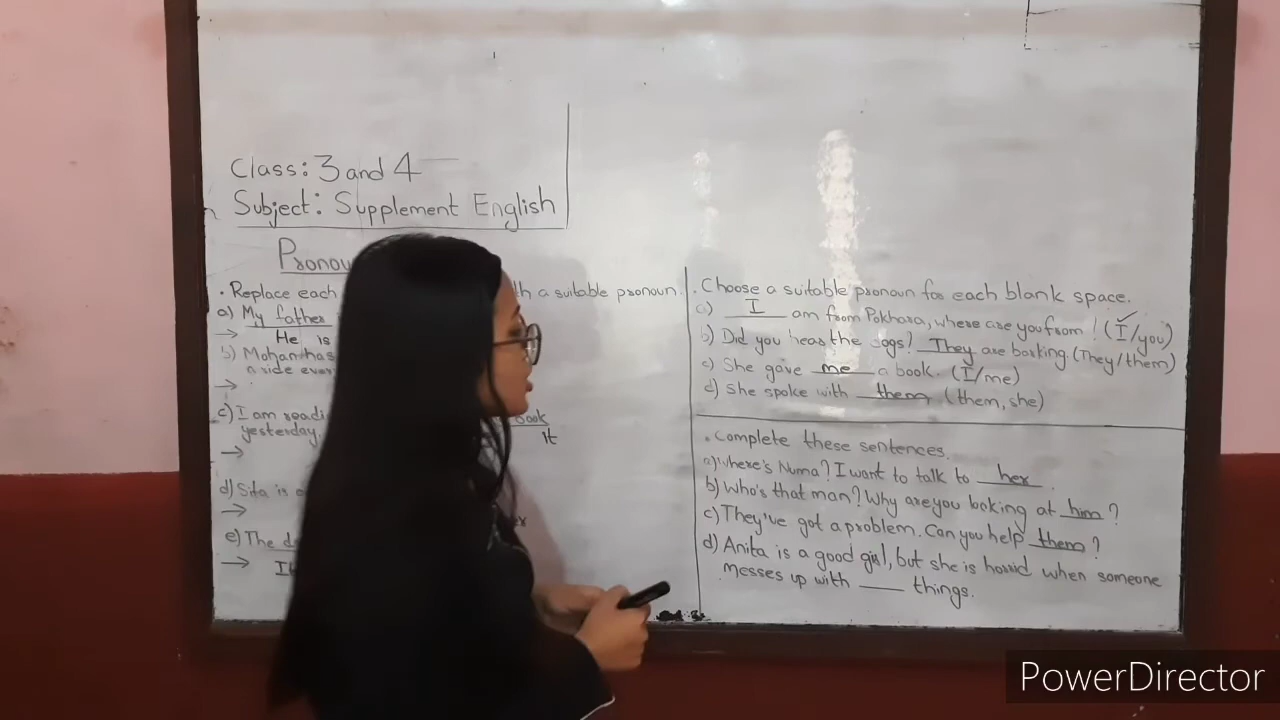 Class: 3 and 4
Subject: Supplement English
. Replace each
with a suitable pronoun.
a) My father
→ He is
b) Mohan has
a ride ever
→
c) I am readi
book
yesterday.
It
→
d) Sita is
→
e) The
→ It
. Choose a suitable pronoun for each blank space.
a) I am from Pokhara, where are you from! (I/you)
b) Did you hear the dogs? They are barking. (They/them)
c) She gave me a book. (I/me)
d) She spoke with them (them, she)
. Complete these sentences.
a) Where's Numa? I want to talk to her.
b) Who's that man? Why are you looking at him?
c) They've got a problem. Can you help them?
d) Anita is a good girl, but she is horrid when someone
messes up with ___ things.
PowerDirector